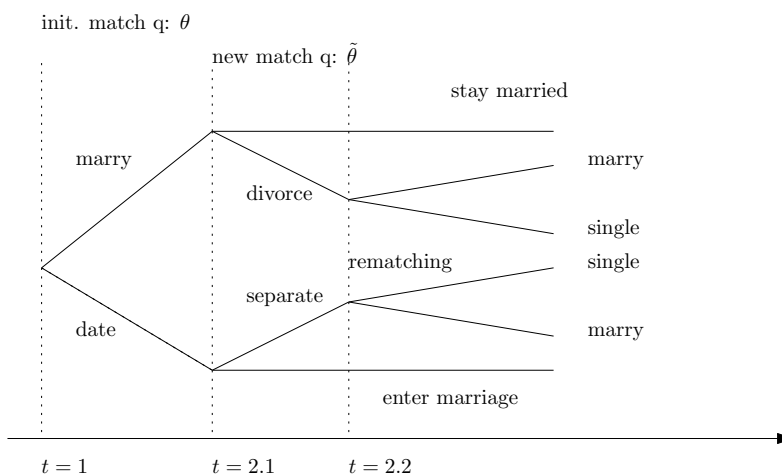 init. match q: θ
new match q: θ̃
stay married
marry
marry
divorce
single
rematching
single
separate
date
marry
enter marriage
t = 1
t = 2.1
t = 2.2